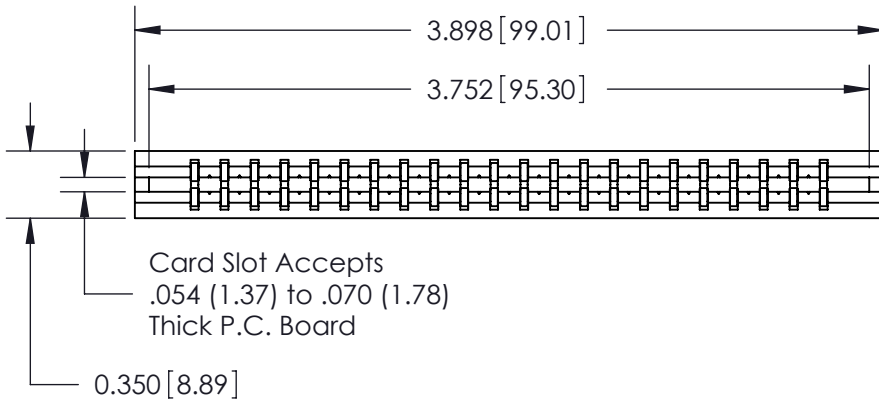 3.898 [99.01]
3.752 [95.30]
Card Slot Accepts
.054 (1.37) to .070 (1.78)
Thick P.C. Board
0.350 [8.89]